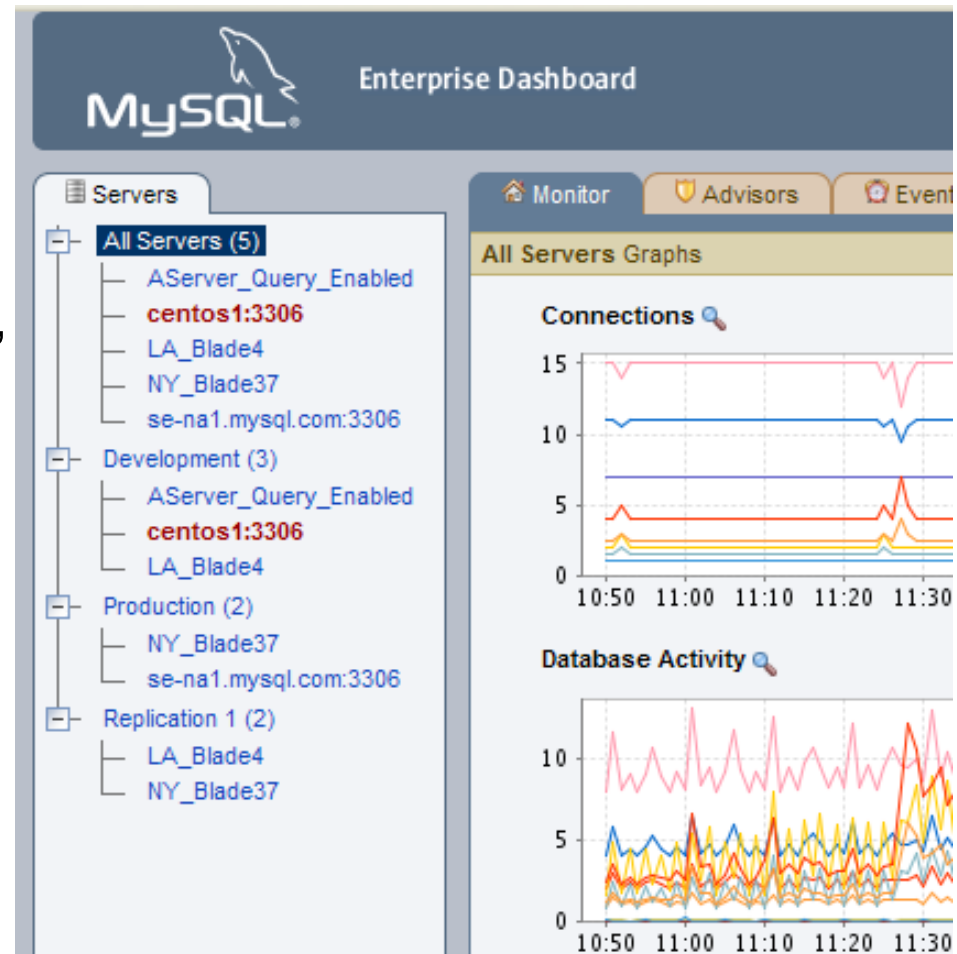 MySQL®
Enterprise Dashboard
Servers
All Servers (5)
AServer_Query_Enabled
centos1:3306
LA_Blade4
NY_Blade37
se-na1.mysql.com:3306
Development (3)
AServer_Query_Enabled
centos1:3306
LA_Blade4
Production (2)
NY_Blade37
se-na1.mysql.com:3306
Replication 1 (2)
LA_Blade4
NY_Blade37
Monitor
Advisors
Event
All Servers Graphs
Connections
15
10
5
0
10:50 11:00 11:10 11:20 11:30
Database Activity
10
5
0
10:50 11:00 11:10 11:20 11:30